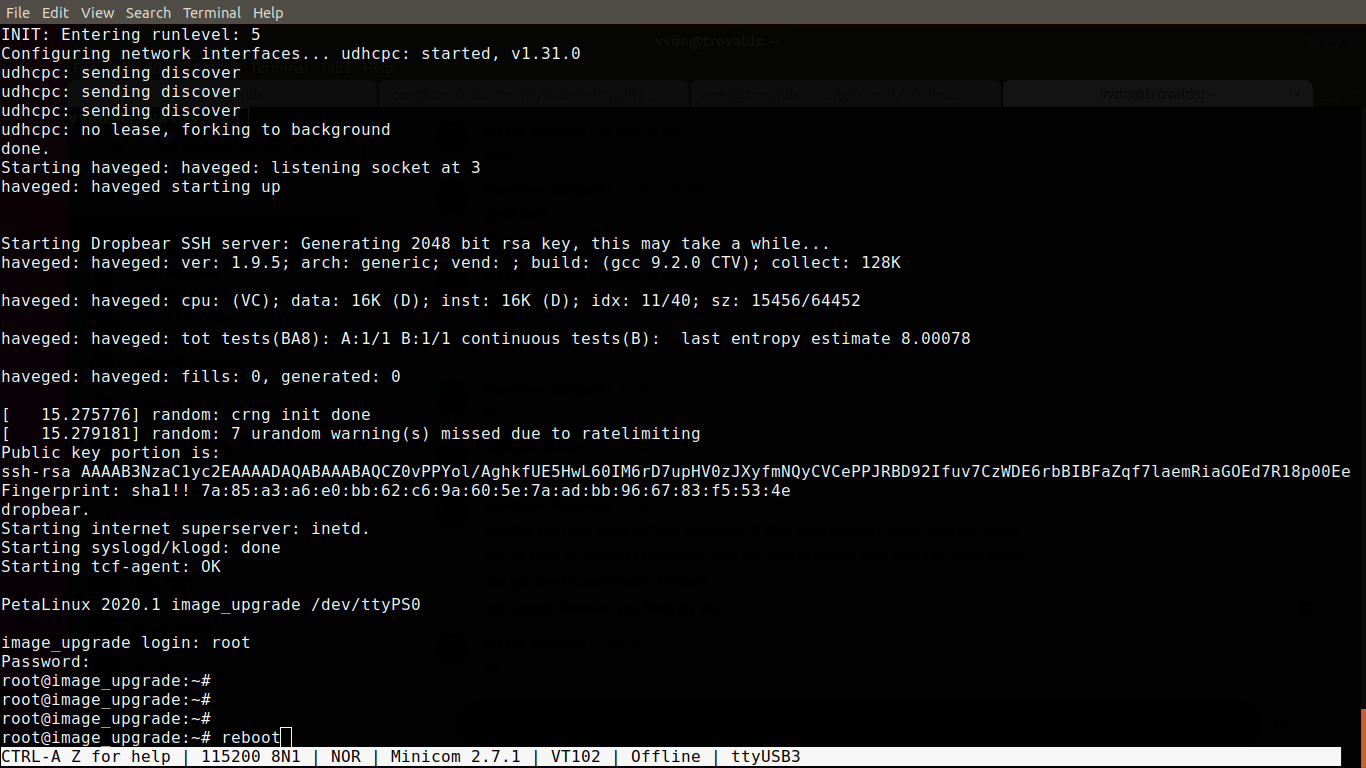 File Edit View Search Terminal Help
INIT: Entering runlevel: 5
vvdn@trovalds: ~
Configuring network interfaces... udhcpc: started, v1.31.0
udhcpc: sending discover
udhcpc: sending discover
vvdn@trovalds: ~
udhcpc: sending discover
udhcpc: no lease, forking to background
done.
Starting haveged: haveged: listening socket at 3
haveged: haveged starting up
Starting Dropbear SSH server: Generating 2048 bit rsa key, this may take a while...
haveged: haveged: ver: 1.9.5; arch: generic; vend: ; build: (gcc 9.2.0 CTV); collect: 128K
haveged: haveged: cpu: (VC); data: 16K (D); inst: 16K (D); idx: 11/40; sz: 15456/64452
haveged: haveged: tot tests(BA8): A:1/1 B:1/1 continuous tests(B):  last entropy estimate 8.00078
haveged: haveged: fills: 0, generated: 0
[   15.275776] random: crng init done
[   15.279181] random: 7 urandom warning(s) missed due to ratelimiting
Public key portion is:
ssh-rsa AAAAB3NzaC1yc2EAAAADAQABAAABAQCZ0vPPYol/AghkfUE5HwL60IM6rD7upHV0zJXyfmNQyCVCePPJRBD92Ifuv7CzWDE6rbBIBFaZqf7laemRiaGOEd7R18p00Ee
Fingerprint: sha1!! 7a:85:a3:a6:e0:bb:62:c6:9a:60:5e:7a:ad:bb:96:67:83:f5:53:4e
dropbear.
Starting internet superserver: inetd.
Starting syslogd/klogd: done
Starting tcf-agent: OK
PetaLinux 2020.1 image_upgrade /dev/ttyPS0
image_upgrade login: root
Password:
root@image_upgrade:~#
root@image_upgrade:~#
root@image_upgrade:~#
root@image_upgrade:~# reboot
CTRL-A Z for help | 115200 8N1 | NOR | Minicom 2.7.1 | VT102 | Offline | ttyUSB3